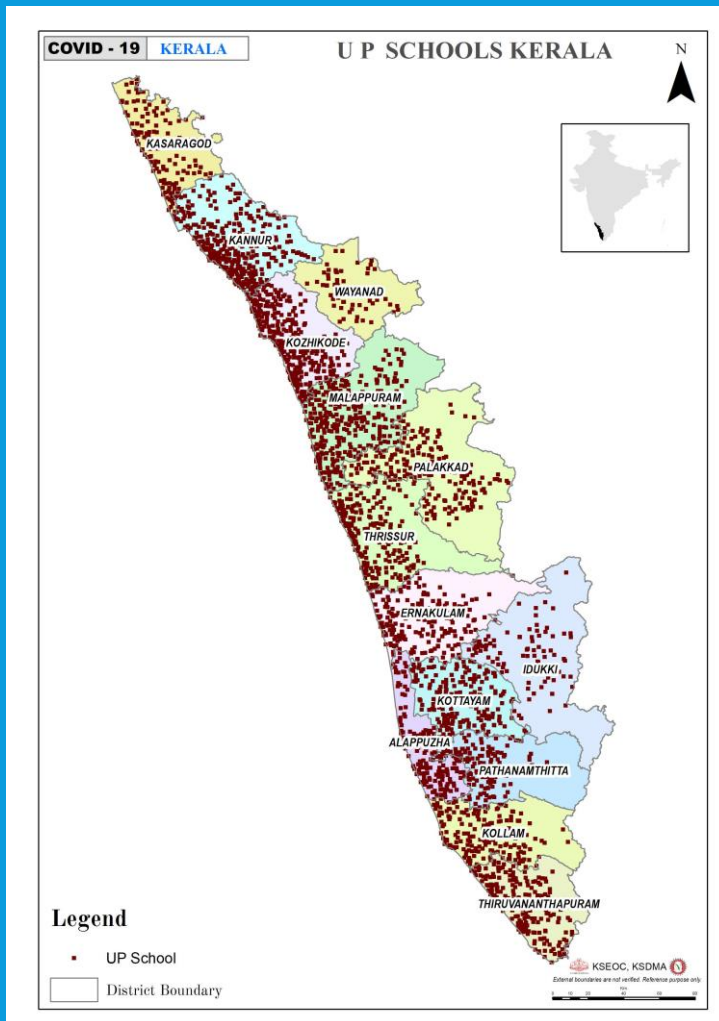 COVID - 19 KERALA
U P SCHOOLS KERALA
N
KASARAGOD
KANNUR
WAYANAD
KOZHIKODE
MALAPPURAM
PALAKKAD
THRISSUR
ERNAKULAM
IDUKKI
KOTTAYAM
ALAPPUZHA
PATHANAMTHITTA
KOLLAM
THIRUVANANTHAPURAM
Legend
UP School
District Boundary
KSEOC, KSDMA
External boundaries are not verified. Reference purpose only.